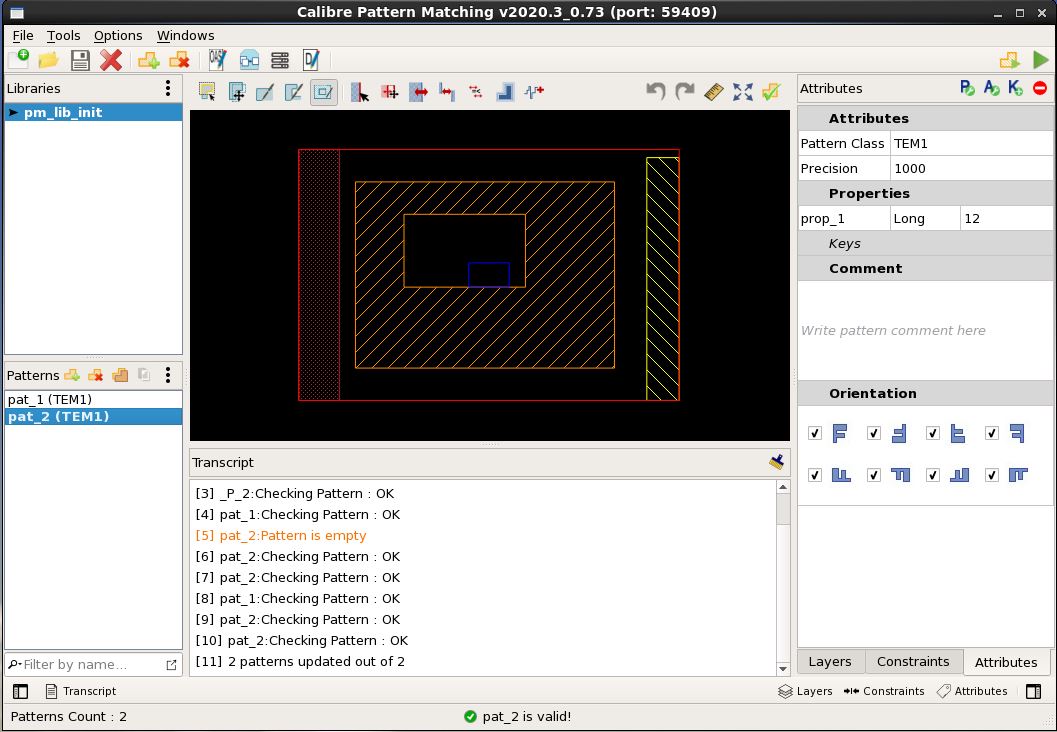 Calibre Pattern Matching v2020.3_0.73 (port: 59409)
File Tools Options Windows
Libraries
pm_lib_init
Patterns
pat_1 (TEM1)
pat_2 (TEM1)
Filter by name...
Transcript
[3] _P_2:Checking Pattern : OK
[4] pat_1:Checking Pattern : OK
[5] pat_2:Pattern is empty
[6] pat_2:Checking Pattern : OK
[7] pat_2:Checking Pattern : OK
[8] pat_1:Checking Pattern : OK
[9] pat_2:Checking Pattern : OK
[10] pat_2:Checking Pattern : OK
[11] 2 patterns updated out of 2
Attributes
Attributes
Pattern Class TEM1
Precision 1000
Properties
prop_1 Long 12
Keys
Comment
Write pattern comment here
Orientation
Layers Constraints Attributes
Transcript
Layers Constraints Attributes
Patterns Count : 2
pat_2 is valid!